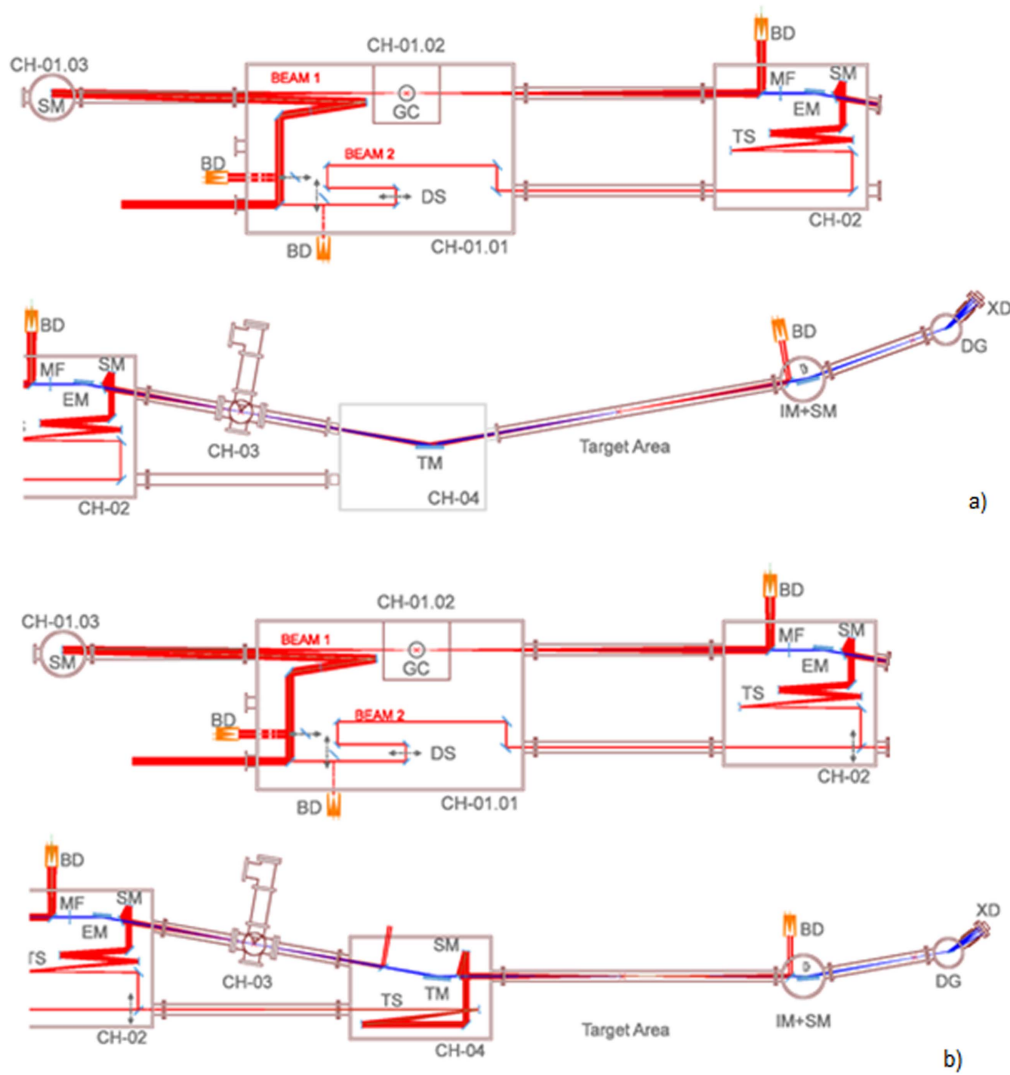 BD
CH-01.02
CH-01.03
BEAM 1
MF
SM
SM
GC
EM
TS
BD
BEAM 2
DS
CH-02
BD
CH-01.01
XD
BD
BD
DG
MF
SM
EM
IM+SM
S
CH-03
TM
Target Area
CH-02
CH-04
a)
BD
CH-01.02
CH-01.03
BEAM 1
MF
SM
SM
GC
EM
TS
BD
BEAM 2
DS
CH-02
BD
CH-01.01
BD
XD
MF
SM
BD
EM
SM
DG
TS
CH-03
TS
TM
IM+SM
CH-02
CH-04
Target Area
b)